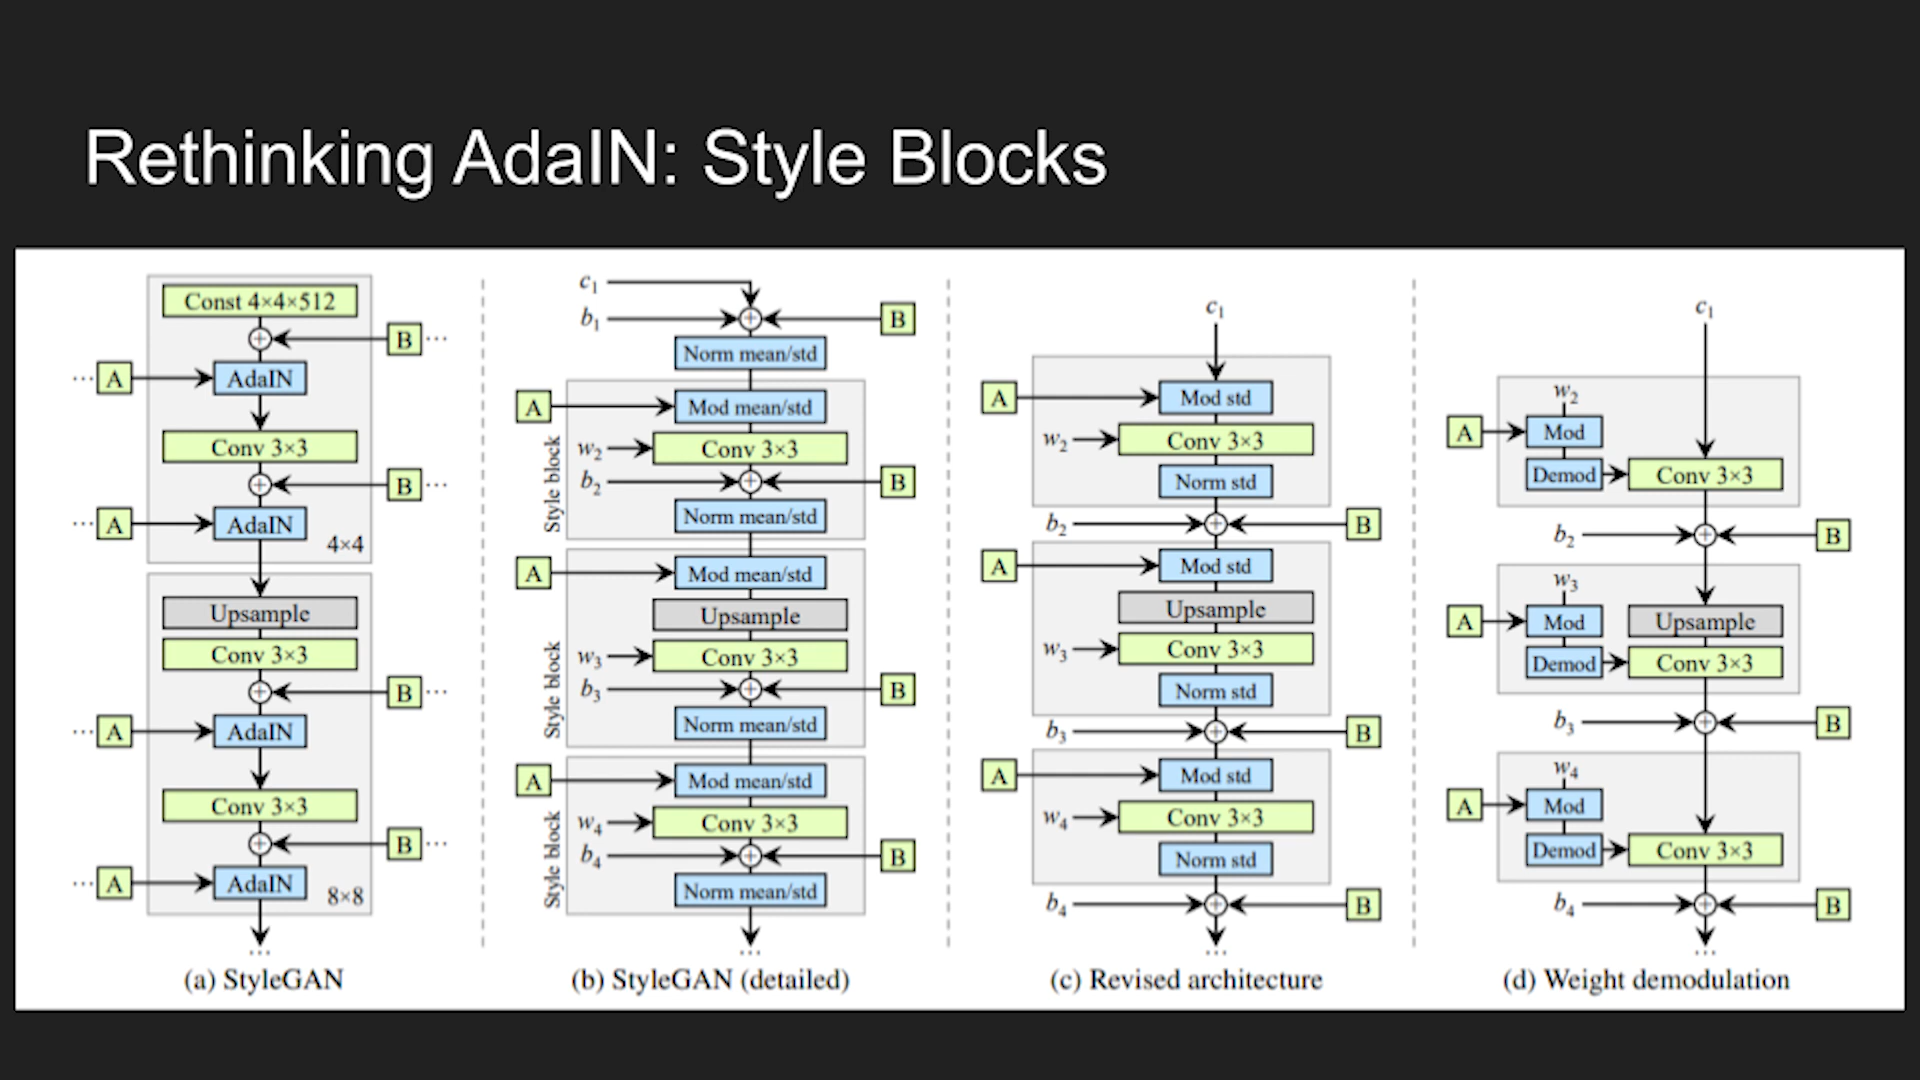 Rethinking AdaIN: Style Blocks
Const 4×4×512
B ...
... A
AdaIN
Conv 3×3
B ...
... A
AdaIN
4×4
Upsample
Conv 3×3
B ...
... A
AdaIN
Conv 3×3
B ...
... A
AdaIN
8×8
...
(a) StyleGAN
c1
b1
B
Norm mean/std
A
Mod mean/std
w2
Conv 3×3
b2
B
Norm mean/std
Style block
A
Mod mean/std
Upsample
w3
Conv 3×3
b3
B
Norm mean/std
Style block
A
Mod mean/std
w4
Conv 3×3
b4
B
Norm mean/std
Style block
...
(b) StyleGAN (detailed)
c1
A
Mod std
w2
Conv 3×3
Norm std
b2
B
A
Mod std
Upsample
w3
Conv 3×3
Norm std
b3
B
A
Mod std
w4
Conv 3×3
Norm std
b4
B
...
(c) Revised architecture
c1
w2
A
Mod
Demod
Conv 3×3
b2
B
w3
A
Mod
Upsample
Demod
Conv 3×3
b3
B
w4
A
Mod
Demod
Conv 3×3
b4
B
...
(d) Weight demodulation